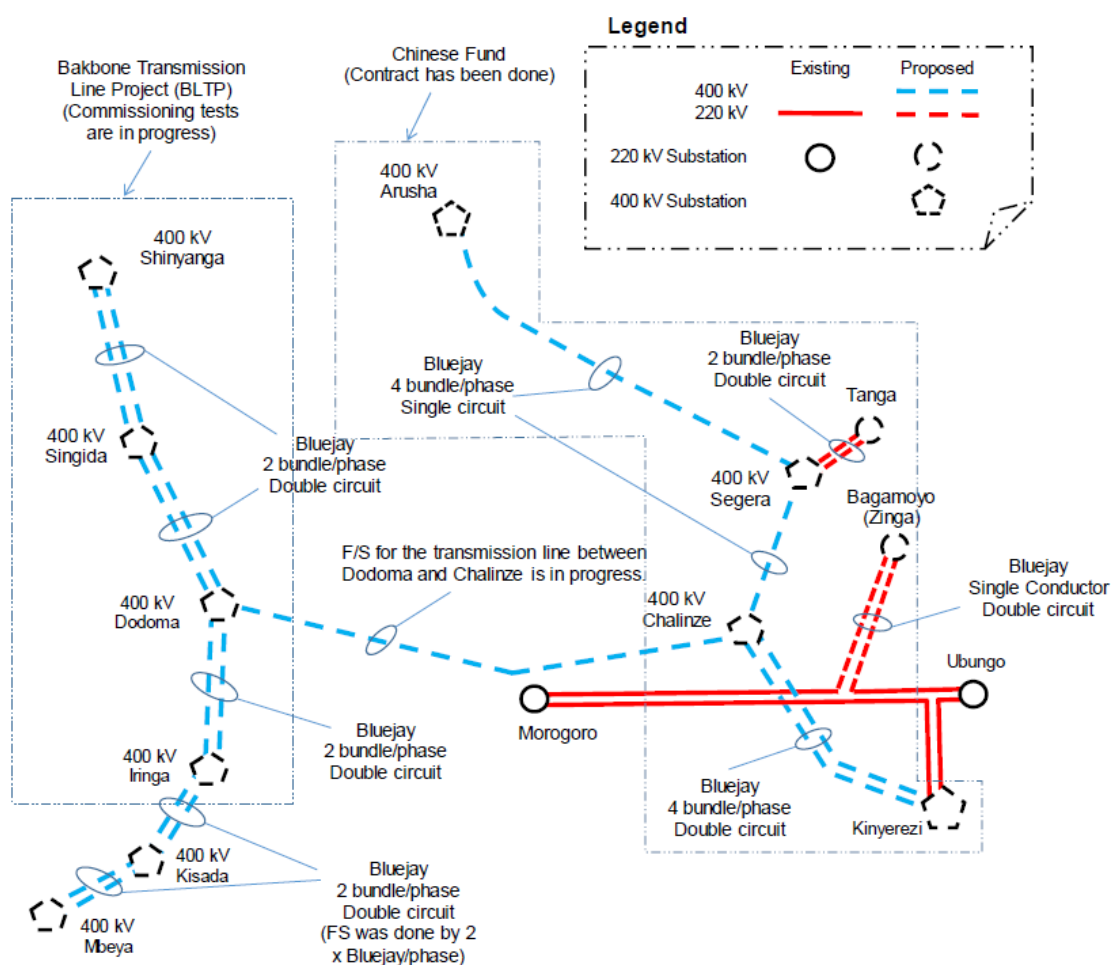 Legend
Existing
Proposed
400 kV
220 kV
220 kV Substation
400 kV Substation
Chinese Fund
(Contract has been done)
Bakbone Transmission
Line Project (BLTP)
(Commissioning tests
are in progress)
400 kV
Arusha
400 kV
Shinyanga
Bluejay
4 bundle/phase
Single circuit
Bluejay
2 bundle/phase
Double circuit
Tanga
400 kV
Singida
Bluejay
2 bundle/phase
Double circuit
400 kV
Segera
Bagamoyo
(Zinga)
F/S for the transmission line between
Dodoma and Chalinze is in progress.
Bluejay
Single Conductor
Double circuit
400 kV
Dodoma
400 kV
Chalinze
Ubungo
Morogoro
Bluejay
2 bundle/phase
Double circuit
400 kV
Iringa
Bluejay
4 bundle/phase
Double circuit
Kinyerezi
400 kV
Kisada
Bluejay
2 bundle/phase
Double circuit
(FS was done by 2
x Bluejay/phase)
400 kV
Mbeya